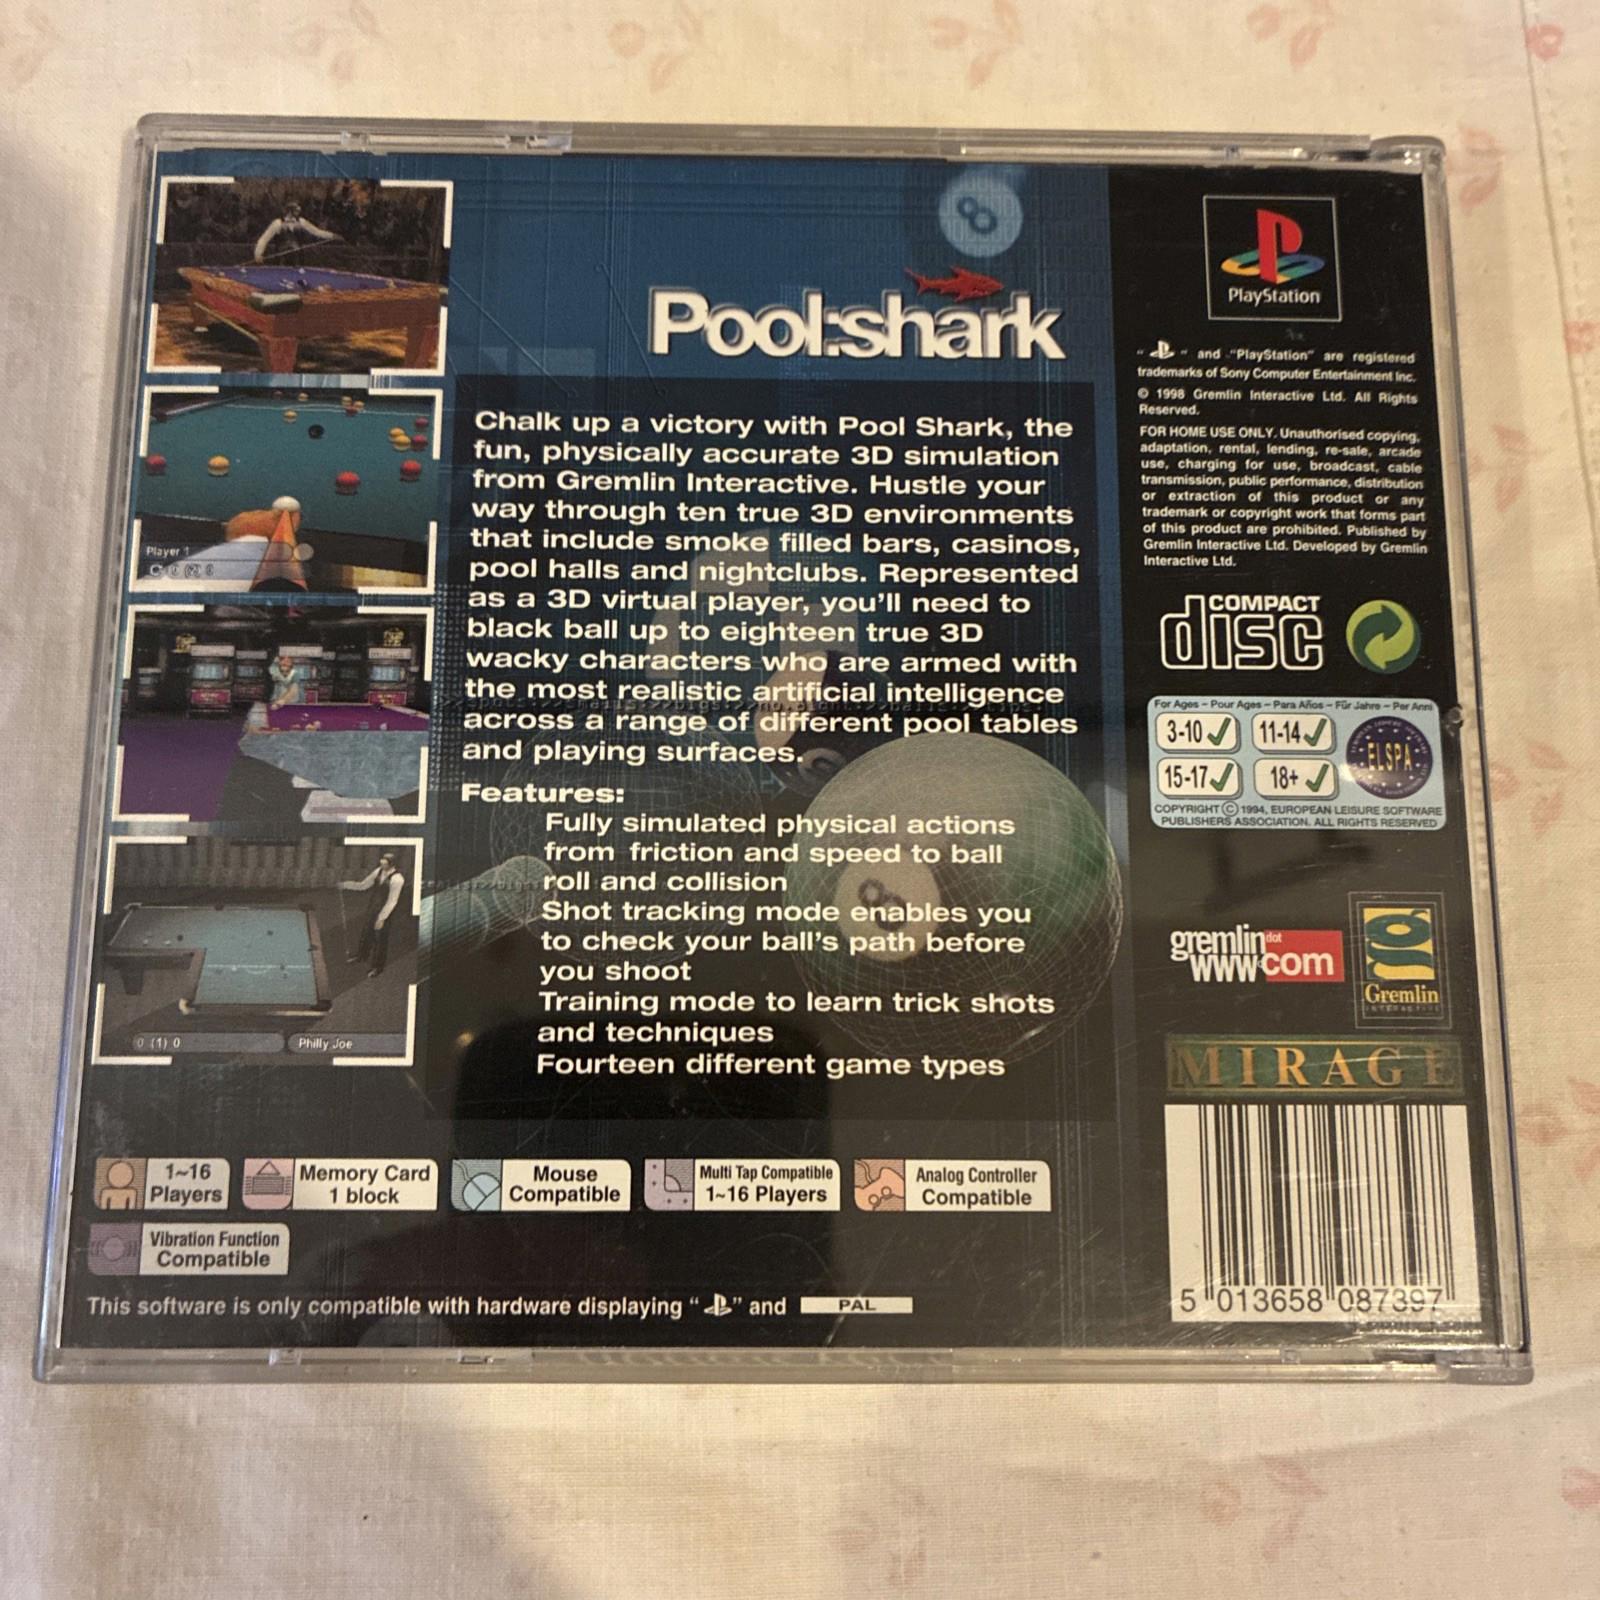 Pool:shark
Chalk up a victory with Pool Shark, the
fun, physically accurate 3D simulation
from Gremlin Interactive. Hustle your
way through ten true 3D environments
that include smoke filled bars, casinos,
pool halls and nightclubs. Represented
as a 3D virtual player, you'll need to
black ball up to eighteen true 3D
wacky characters who are armed with
the most realistic artificial intelligence
across a range of different pool tables
and playing surfaces.
Features:
Fully simulated physical actions
from friction and speed to ball
roll and collision
Shot tracking mode enables you
to check your ball's path before
you shoot
Training mode to learn trick shots
and techniques
Fourteen different game types
8
8
Player 1
0 (1) 0
Philly Joe
PlayStation
" " and "PlayStation" are registered
trademarks of Sony Computer Entertainment Inc.
© 1998 Gremlin Interactive Ltd. All Rights
Reserved.
FOR HOME USE ONLY. Unauthorised copying,
adaptation, rental, lending, re-sale, arcade
use, charging for use, broadcast, cable
transmission, public performance, distribution
or extraction of this product or any
trademark or copyright work that forms part
of this product are prohibited. Published by
Gremlin Interactive Ltd. Developed by Gremlin
Interactive Ltd.
COMPACT
disc
For Ages – Pour Ages – Para Años – Für Jahre – Per Anni
3-10 ✓ 11-14 ✓
15-17 ✓ 18+ ✓
ELSPA
COPYRIGHT © 1994, EUROPEAN LEISURE SOFTWARE
PUBLISHERS ASSOCIATION. ALL RIGHTS RESERVED
gremlin dot
www.com
Gremlin
INTERACTIVE
MIRAGE
5 013658 087397
1~16
Players
Memory Card
1 block
Mouse
Compatible
Multi Tap Compatible
1~16 Players
Analog Controller
Compatible
Vibration Function
Compatible
This software is only compatible with hardware displaying " " and PAL